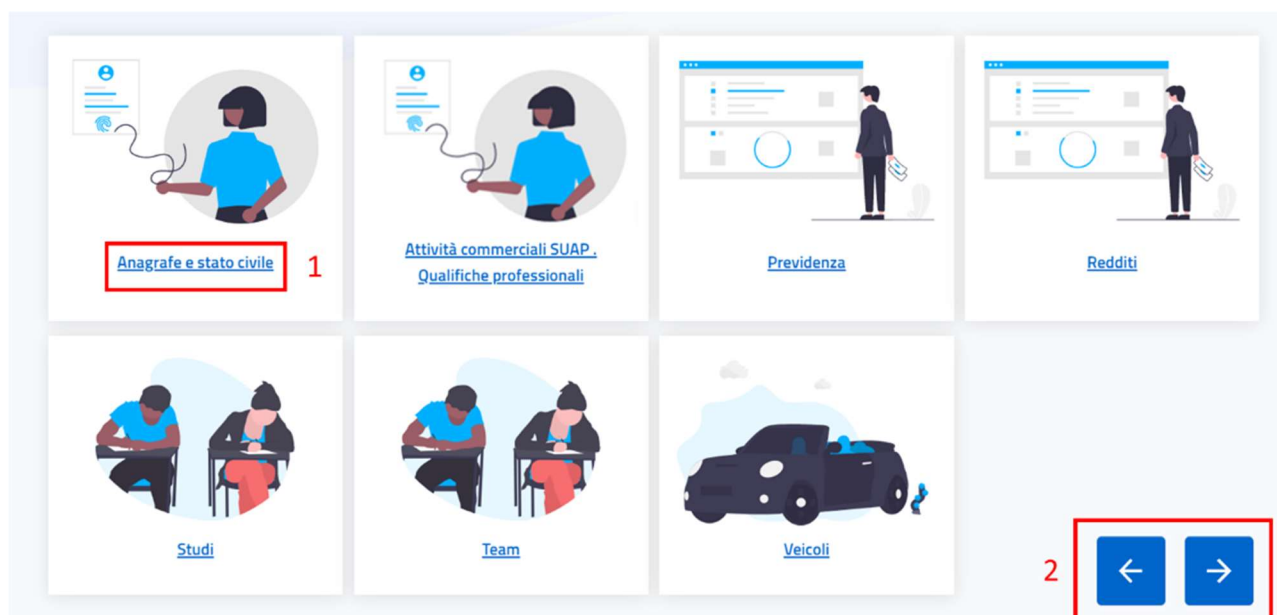 Anagrafe e stato civile
1
Attività commerciali SUAP .
Qualifiche professionali
Previdenza
Redditi
Studi
Team
Veicoli
2